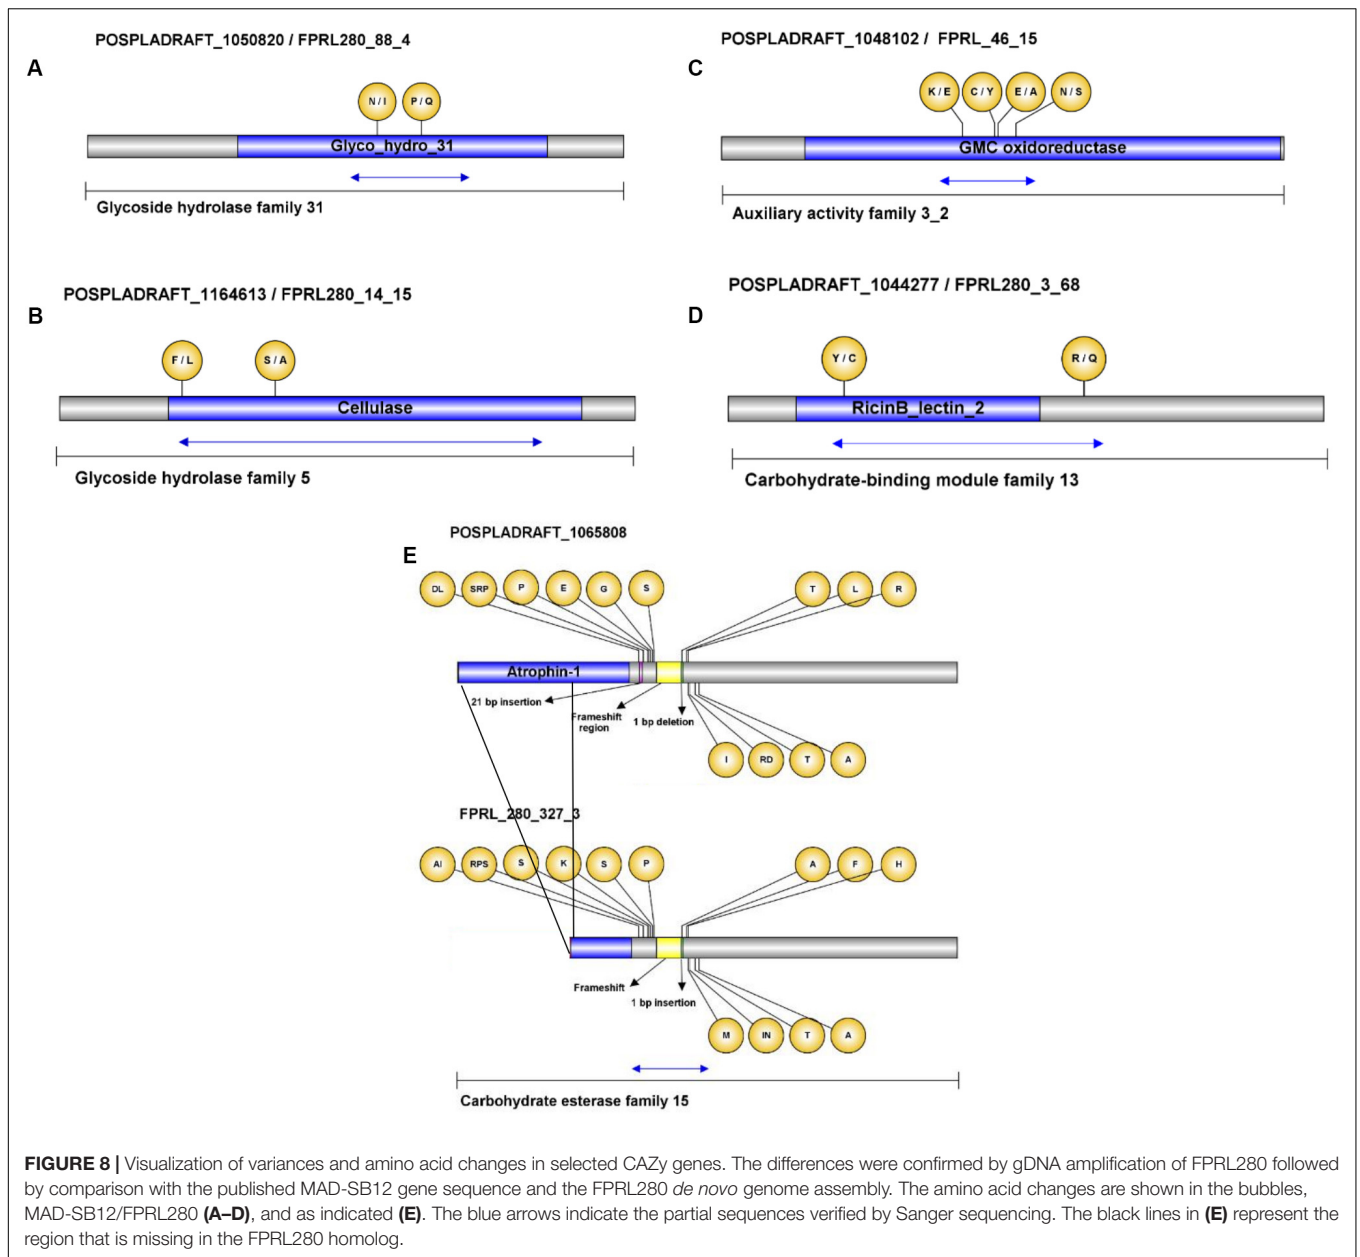 POSPLADRAFT_1050820 / FPRL280_88_4
A
N / I
P / Q
Glyco_hydro_31
Glycoside hydrolase family 31
POSPLADRAFT_1048102 / FPRL_46_15
C
K / E
C / Y
E / A
N / S
GMC oxidoreductase
Auxiliary activity family 3_2
POSPLADRAFT_1164613 / FPRL280_14_15
B
F / L
S / A
Cellulase
Glycoside hydrolase family 5
POSPLADRAFT_1044277 / FPRL280_3_68
D
Y / C
R / Q
RicinB_lectin_2
Carbohydrate-binding module family 13
POSPLADRAFT_1065808
E
DL
SRP
P
E
G
S
T
L
R
Atrophin-1
21 bp insertion
Frameshift
region
1 bp deletion
I
RD
T
A
FPRL_280_327_3
AI
RPS
S
K
S
P
A
F
H
Frameshift
1 bp insertion
M
IN
T
A
Carbohydrate esterase family 15
FIGURE 8 | Visualization of variances and amino acid changes in selected CAZy genes. The differences were confirmed by gDNA amplification of FPRL280 followed
by comparison with the published MAD-SB12 gene sequence and the FPRL280 de novo genome assembly. The amino acid changes are shown in the bubbles,
MAD-SB12/FPRL280 (A–D), and as indicated (E). The blue arrows indicate the partial sequences verified by Sanger sequencing. The black lines in (E) represent the
region that is missing in the FPRL280 homolog.